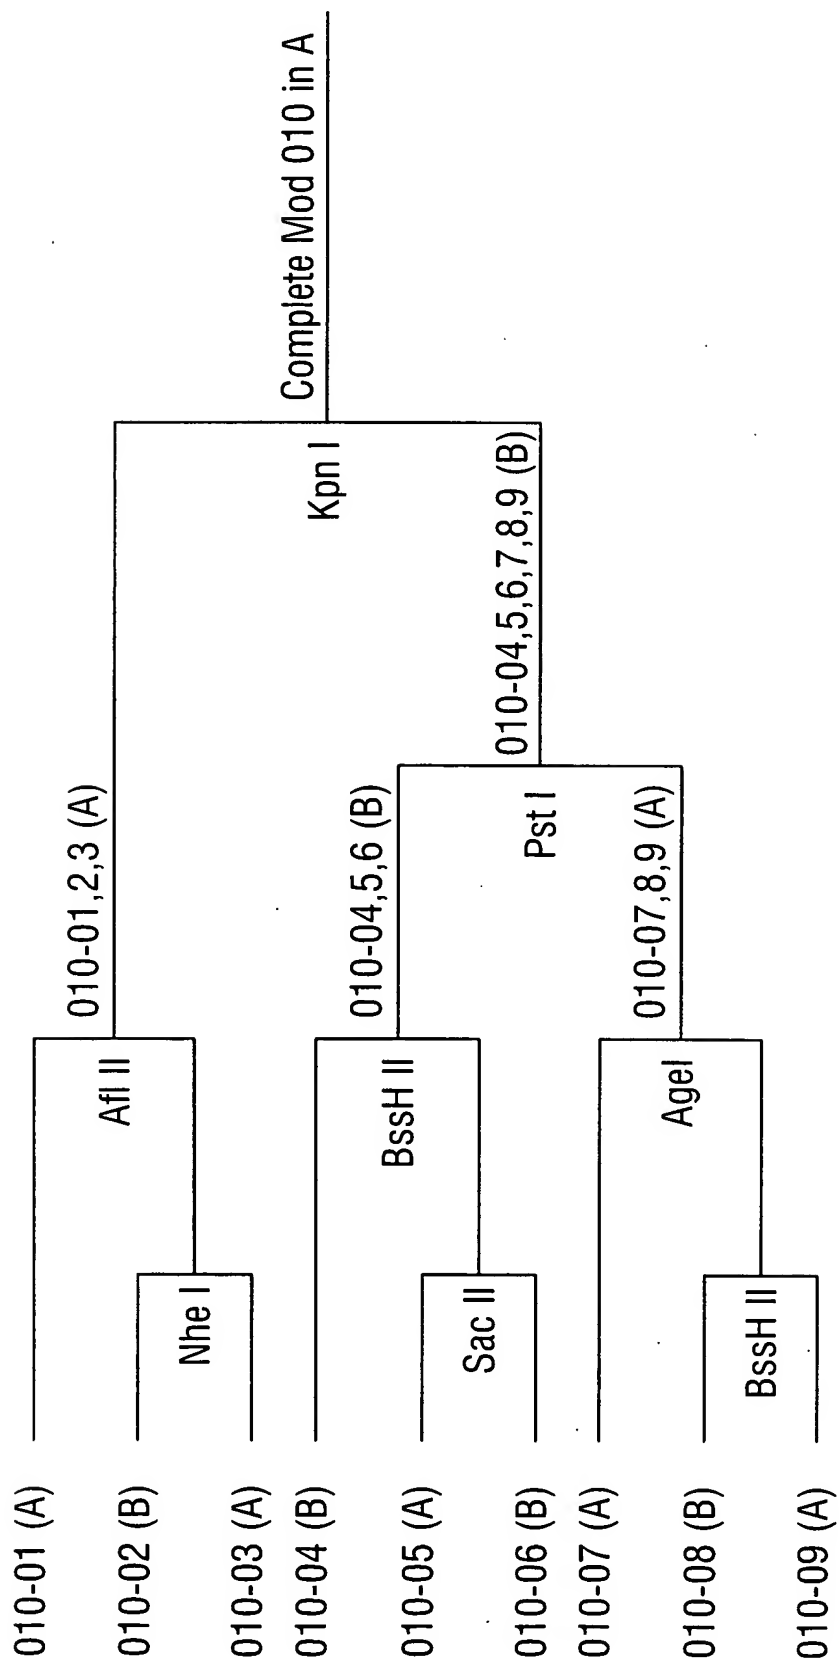 010-01 (A)
010-02 (B)
010-03 (A)
010-04 (B)
010-05 (A)
010-06 (B)
010-07 (A)
010-08 (B)
010-09 (A)
Nhe I
Sac II
BssH II
Afl II
BssH II
AgeI
010-01,2,3 (A)
010-04,5,6 (B)
010-07,8,9 (A)
Pst I
010-04,5,6,7,8,9 (B)
Kpn I
Complete Mod 010 in A